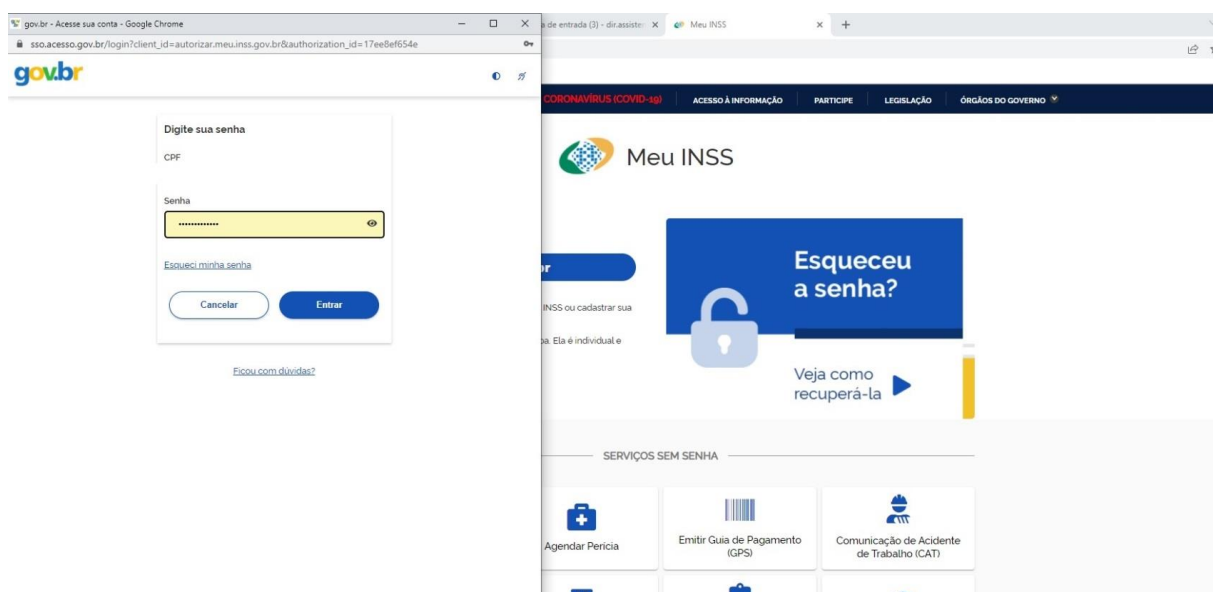 gov.br - Acesse sua conta - Google Chrome
sso.acesso.gov.br/login?client_id=autorizar.meu.inss.gov.br&authorization_id=17ee8ef654e
gov.br
Digite sua senha
CPF
Senha
Esqueci minha senha
Cancelar
Entrar
Ficou com dúvidas?
a de entrada (3) - dir.assister
Meu INSS
CORONAVÍRUS (COVID-19)
ACESSO À INFORMAÇÃO
PARTICIPE
LEGISLAÇÃO
ÓRGÃOS DO GOVERNO
Meu INSS
INSS ou cadastrar sua
Ela é individual e
Esqueceu
a senha?
Veja como
recuperá-la
SERVIÇOS SEM SENHA
Agendar Perícia
Emitir Guia de Pagamento
(GPS)
Comunicação de Acidente
de Trabalho (CAT)